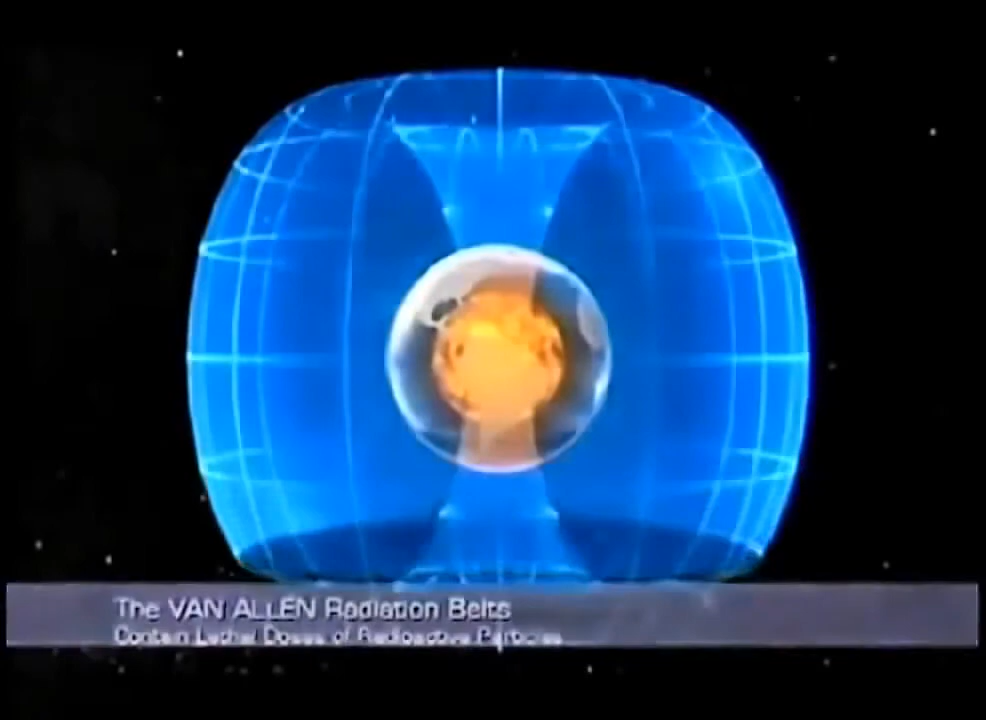 The VAN ALLEN Radiation Belts
Contain Lethal Doses of Radioactive Particles